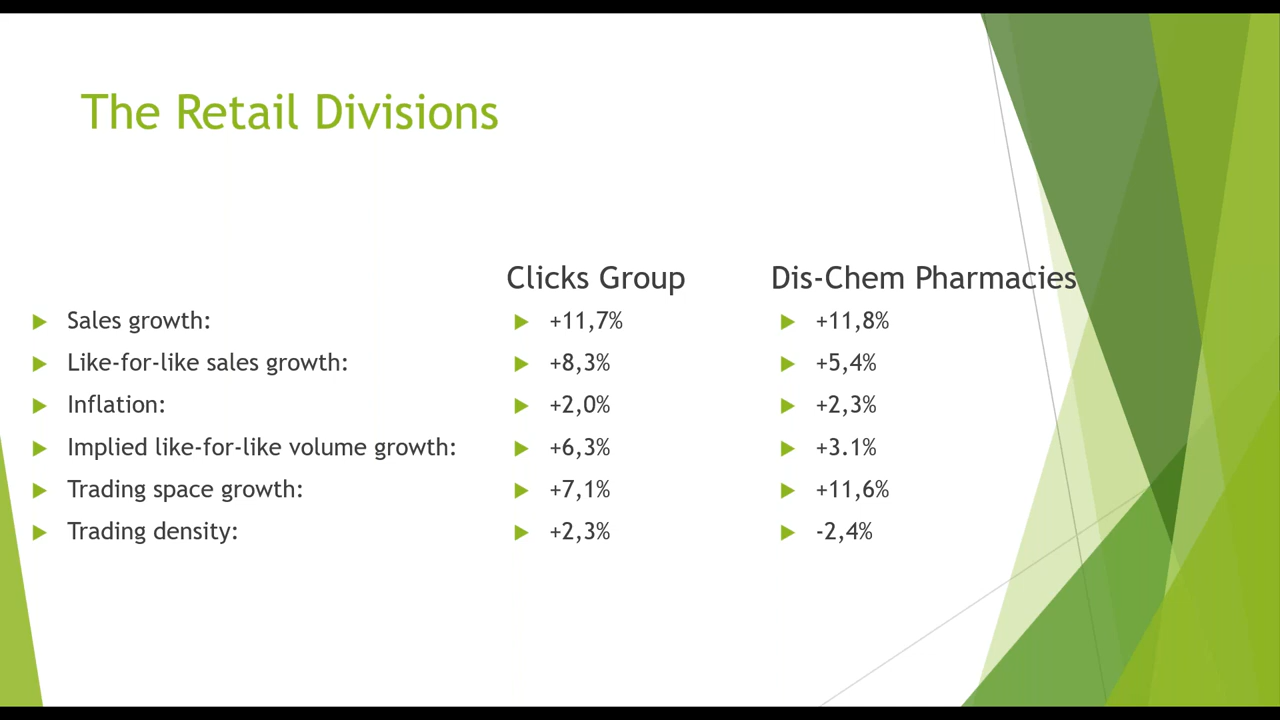 The Retail Divisions
Clicks Group Dis-Chem Pharmacies
Sales growth: +11,7% +11,8%
Like-for-like sales growth: +8,3% +5,4%
Inflation: +2,0% +2,3%
Implied like-for-like volume growth: +6,3% +3.1%
Trading space growth: +7,1% +11,6%
Trading density: +2,3% -2,4%